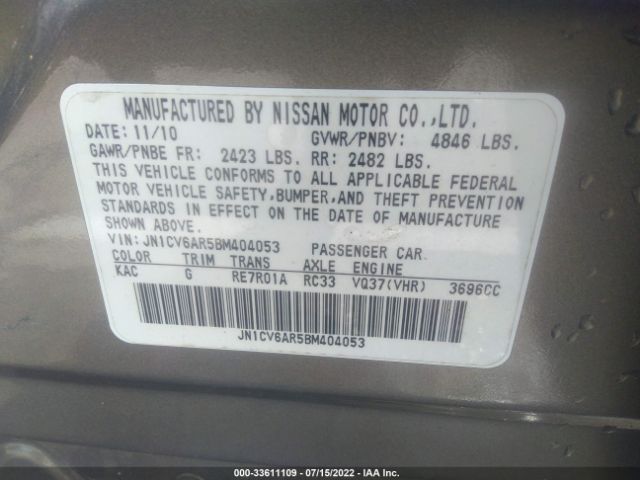 MANUFACTURED BY NISSAN MOTOR CO.,LTD.
DATE: 11/10 GVWR/PNBV: 4846 LBS.
GAWR/PNBE FR: 2423 LBS. RR: 2482 LBS.
THIS VEHICLE CONFORMS TO ALL APPLICABLE FEDERAL
MOTOR VEHICLE SAFETY, BUMPER, AND THEFT PREVENTION
STANDARDS IN EFFECT ON THE DATE OF MANUFACTURE
SHOWN ABOVE.
VIN: JN1CV6AR5BM404053 PASSENGER CAR
COLOR TRIM TRANS AXLE ENGINE
KAC G RE7R01A RC33 VQ37(VHR) 3696CC
JN1CV6AR5BM404053
000-33611109 - 07/15/2022 - IAA Inc.